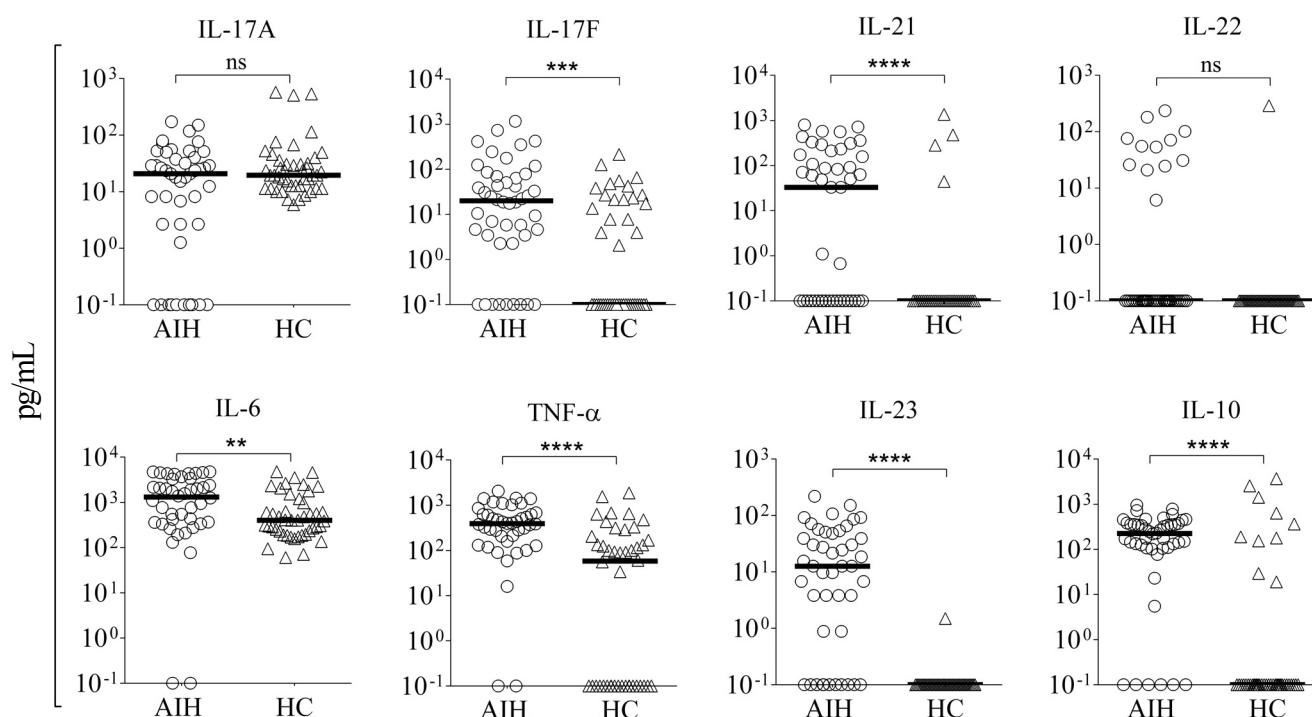 IL-17A IL-17F IL-21 IL-22
ns *** **** ns
10³ 10⁴ 10⁴ 10³
10² 10³ 10³ 10²
10¹ 10² 10² 10¹
10⁰ 10¹ 10¹ 10⁰
10⁻¹ 10⁰ 10⁰ 10⁻¹
10⁻¹ 10⁻¹
AIH HC AIH HC AIH HC AIH HC
pg/mL
IL-6 TNF-α IL-23 IL-10
** **** **** ****
10⁴ 10⁴ 10³ 10⁴
10³ 10³ 10² 10³
10² 10² 10¹ 10²
10¹ 10¹ 10⁰ 10¹
10⁰ 10⁰ 10⁻¹ 10⁰
10⁻¹ 10⁻¹ 10⁻¹
AIH HC AIH HC AIH HC AIH HC